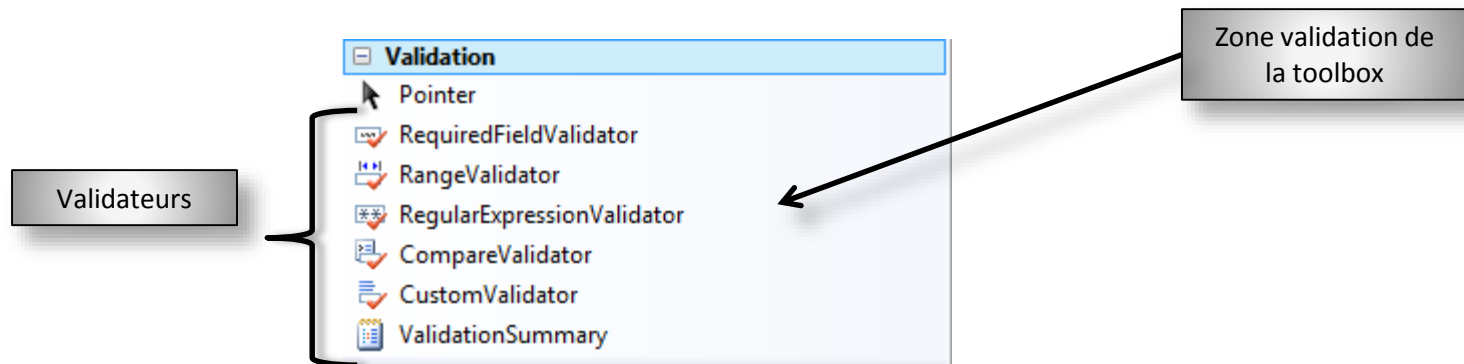 Zone validation de
la toolbox
Validation
Pointer
RequiredFieldValidator
RangeValidator
RegularExpressionValidator
CompareValidator
CustomValidator
ValidationSummary
Validateurs